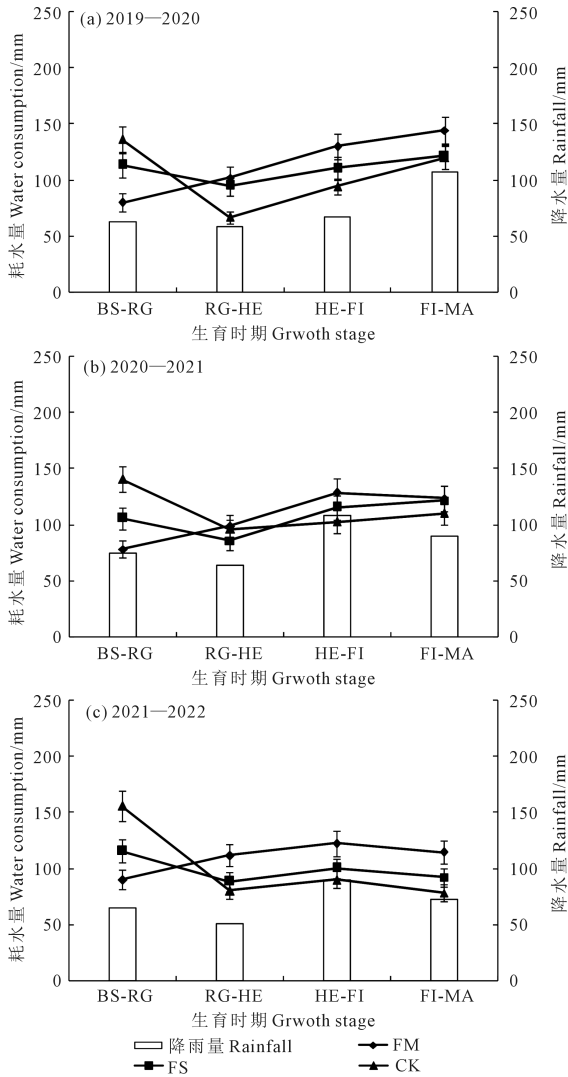 (a) 2019—2020
250
200
150
100
50
0
耗水量 Water consumption/mm
250
200
150
100
50
0
降水量 Rainfall/mm
BS-RG RG-HE HE-FI FI-MA
生育时期 Grwoth stage
(b) 2020—2021
250
200
150
100
50
0
耗水量 Water consumption/mm
250
200
150
100
50
0
降水量 Rainfall/mm
BS-RG RG-HE HE-FI FI-MA
生育时期 Grwoth stage
(c) 2021—2022
250
200
150
100
50
0
耗水量 Water consumption/mm
250
200
150
100
50
0
降水量 Rainfall/mm
BS-RG RG-HE HE-FI FI-MA
生育时期 Grwoth stage
降雨量 Rainfall FM
FS CK